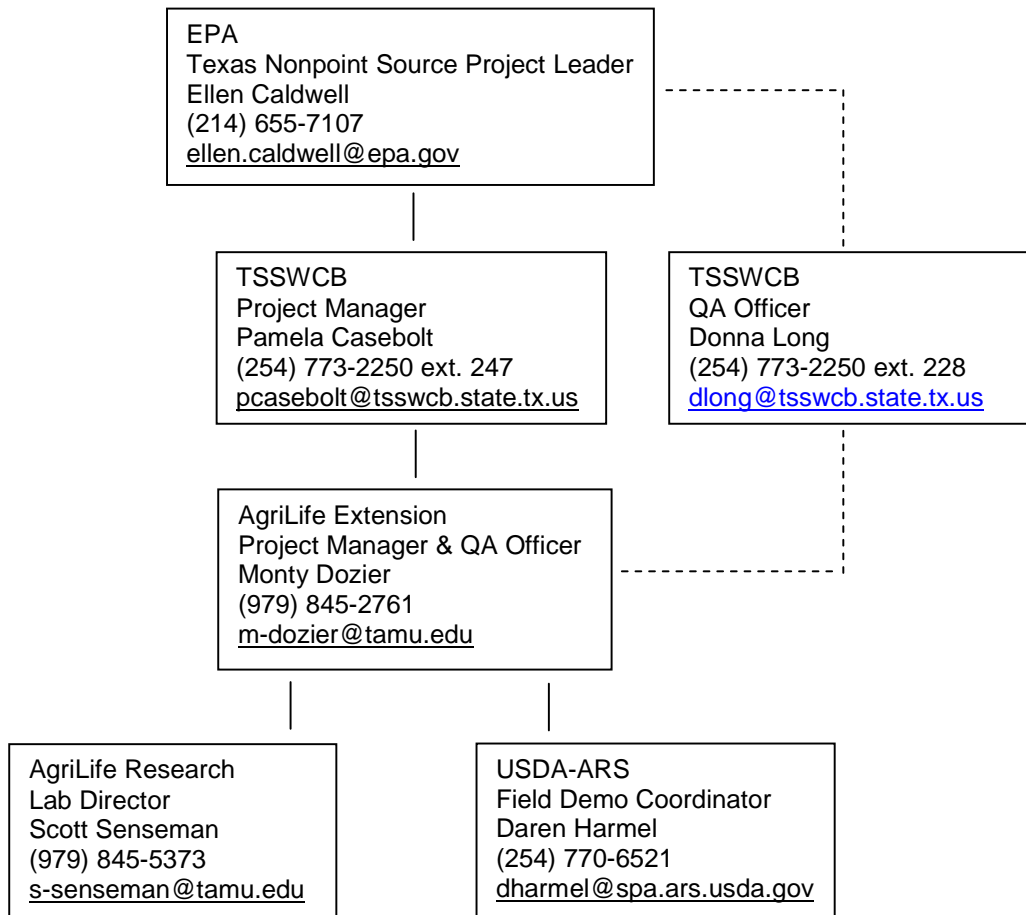 EPA
Texas Nonpoint Source Project Leader
Ellen Caldwell
(214) 655-7107
ellen.caldwell@epa.gov
TSSWCB
Project Manager
Pamela Casebolt
(254) 773-2250 ext. 247
pcasebolt@tsswcb.state.tx.us
TSSWCB
QA Officer
Donna Long
(254) 773-2250 ext. 228
dlong@tsswcb.state.tx.us
AgriLife Extension
Project Manager & QA Officer
Monty Dozier
(979) 845-2761
m-dozier@tamu.edu
AgriLife Research
Lab Director
Scott Senseman
(979) 845-5373
s-senseman@tamu.edu
USDA-ARS
Field Demo Coordinator
Daren Harmel
(254) 770-6521
dharmel@spa.ars.usda.gov